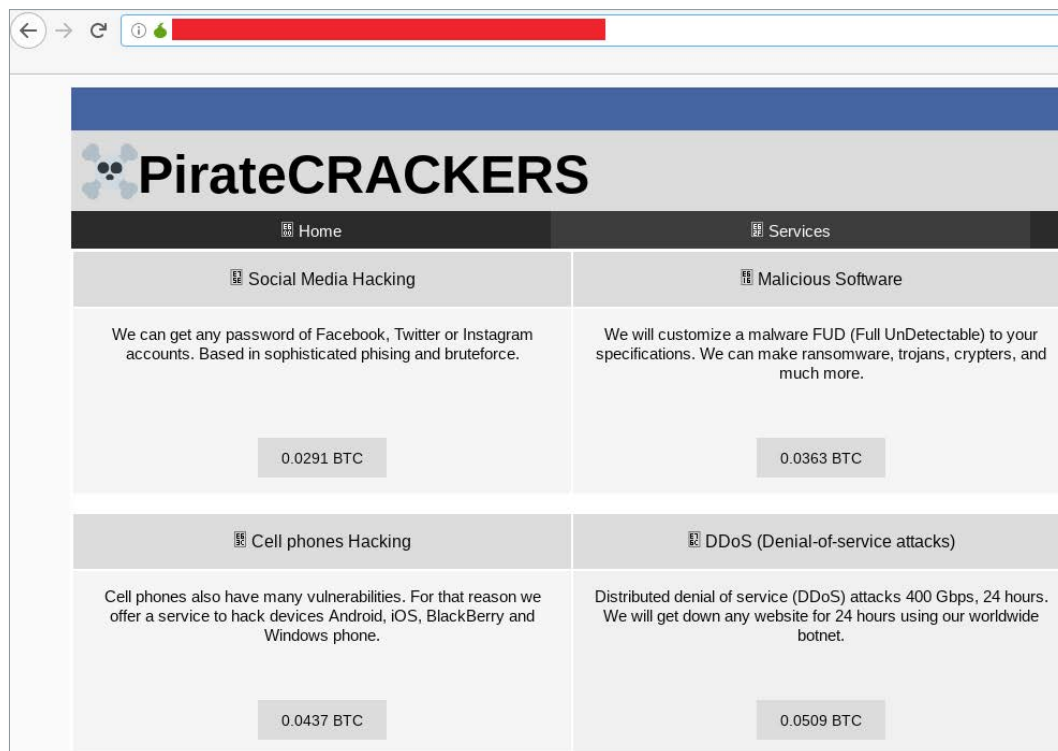 PirateCRACKERS
Home
Services
Social Media Hacking
Malicious Software
We can get any password of Facebook, Twitter or Instagram
accounts. Based in sophisticated phising and bruteforce.
We will customize a malware FUD (Full UnDetectable) to your
specifications. We can make ransomware, trojans, crypters, and
much more.
0.0291 BTC
0.0363 BTC
Cell phones Hacking
DDoS (Denial-of-service attacks)
Cell phones also have many vulnerabilities. For that reason we
offer a service to hack devices Android, iOS, BlackBerry and
Windows phone.
Distributed denial of service (DDoS) attacks 400 Gbps, 24 hours.
We will get down any website for 24 hours using our worldwide
botnet.
0.0437 BTC
0.0509 BTC